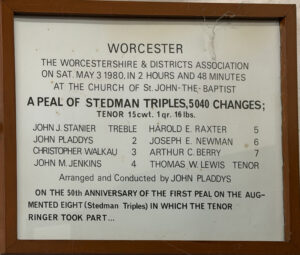 WORCESTER
THE WORCESTERSHIRE & DISTRICTS ASSOCIATION
ON SAT. MAY 3 1980, IN 2 HOURS AND 48 MINUTES
AT THE CHURCH OF St. JOHN-THE-BAPTIST
A PEAL OF STEDMAN TRIPLES, 5040 CHANGES;
TENOR 15cwt. 1qr. 16lbs.
JOHN J. STANIER TREBLE HAROLD E. RAXTER 5
JOHN PLADDYS 2 JOSEPH E. NEWMAN 6
CHRISTOPHER WALKAU 3 ARTHUR C. BERRY 7
JOHN M. JENKINS 4 THOMAS W. LEWIS TENOR
Arranged and Conducted by JOHN PLADDYS
ON THE 50th ANNIVERSARY OF THE FIRST PEAL ON THE AUG-
MENTED EIGHT (Stedman Triples) IN WHICH THE TENOR
RINGER TOOK PART...